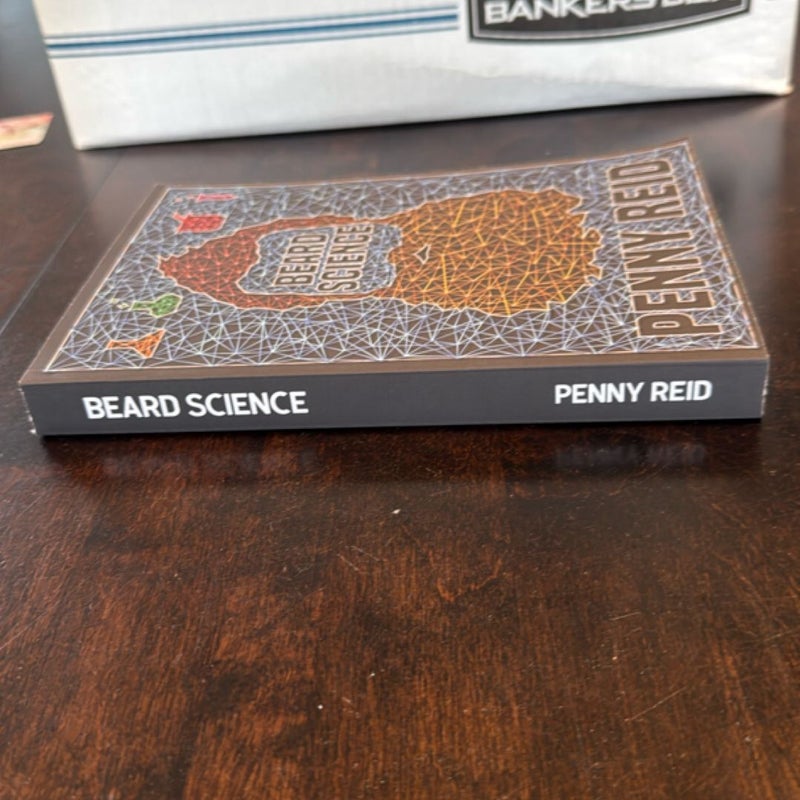 BANKERS BOX
BEARD
SCIENCE
PENNY REID
BEARD SCIENCE
PENNY REID